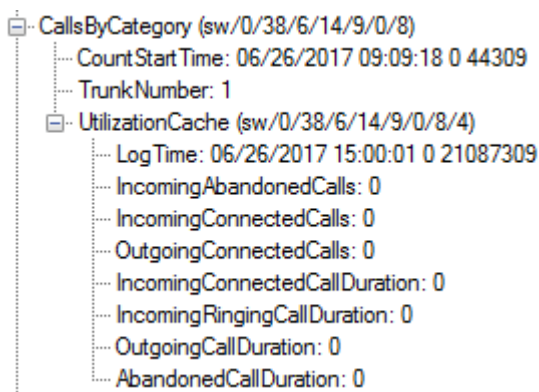 CallsByCategory (sw/0/38/6/14/9/0/8)
CountStartTime: 06/26/2017 09:09:18 0 44309
TrunkNumber: 1
UtilizationCache (sw/0/38/6/14/9/0/8/4)
LogTime: 06/26/2017 15:00:01 0 21087309
IncomingAbandonedCalls: 0
IncomingConnectedCalls: 0
OutgoingConnectedCalls: 0
IncomingConnectedCallDuration: 0
IncomingRingingCallDuration: 0
OutgoingCallDuration: 0
AbandonedCallDuration: 0